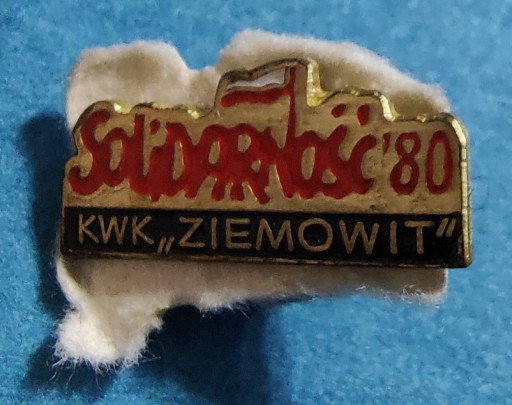 SOLiDARNOŚĆ '80
KWK „ZIEMOWIT"